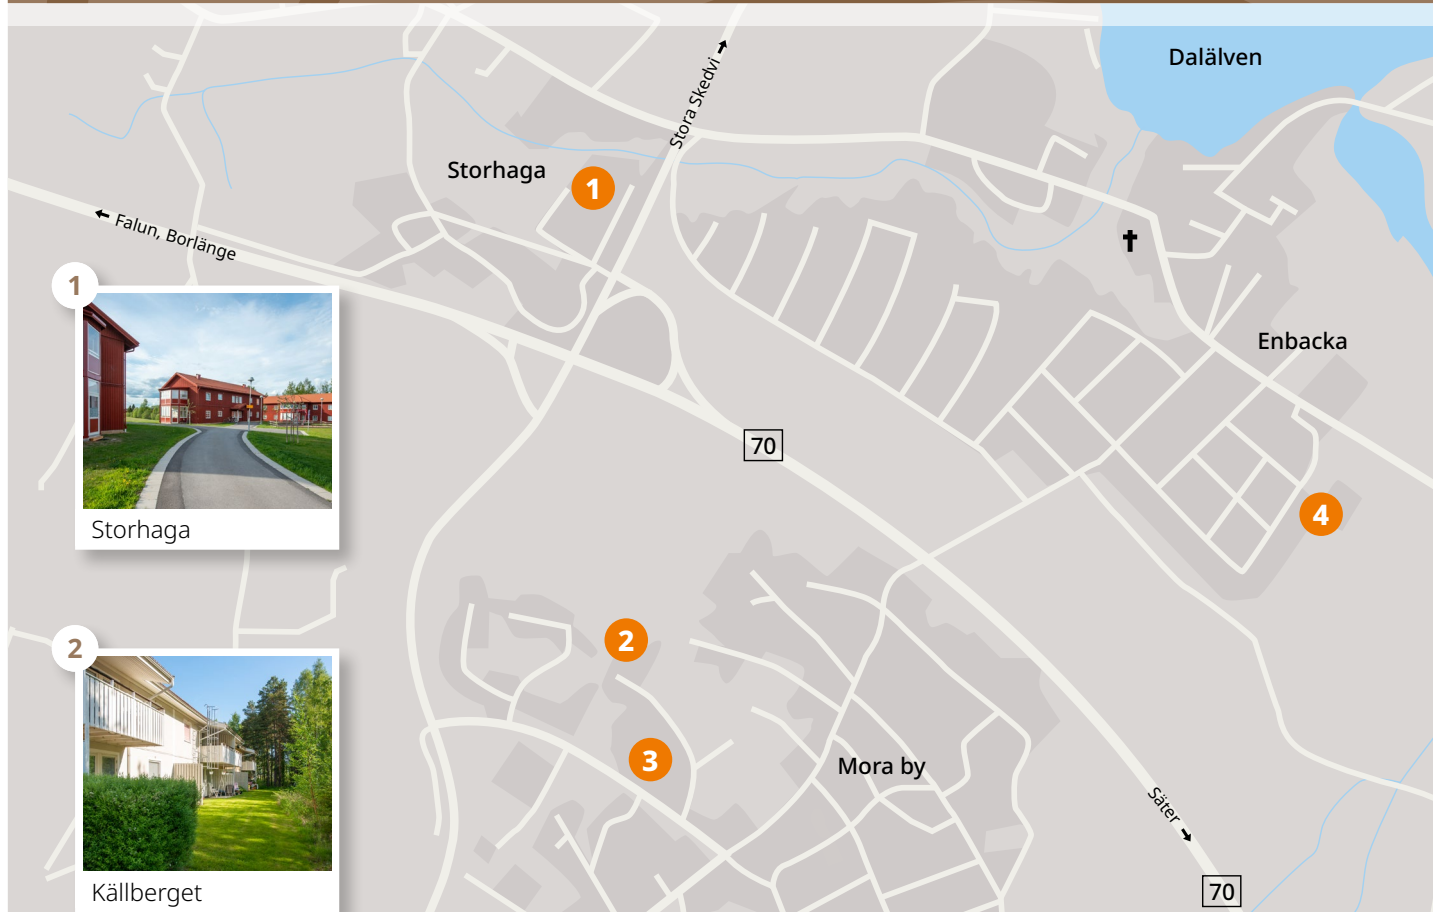 Dalälven
Stora Skedvi
Storhaga
1
Falun, Borlänge
1
Storhaga
Enbacka
70
4
2
2
Källberget
3
Mora by
Säter
70